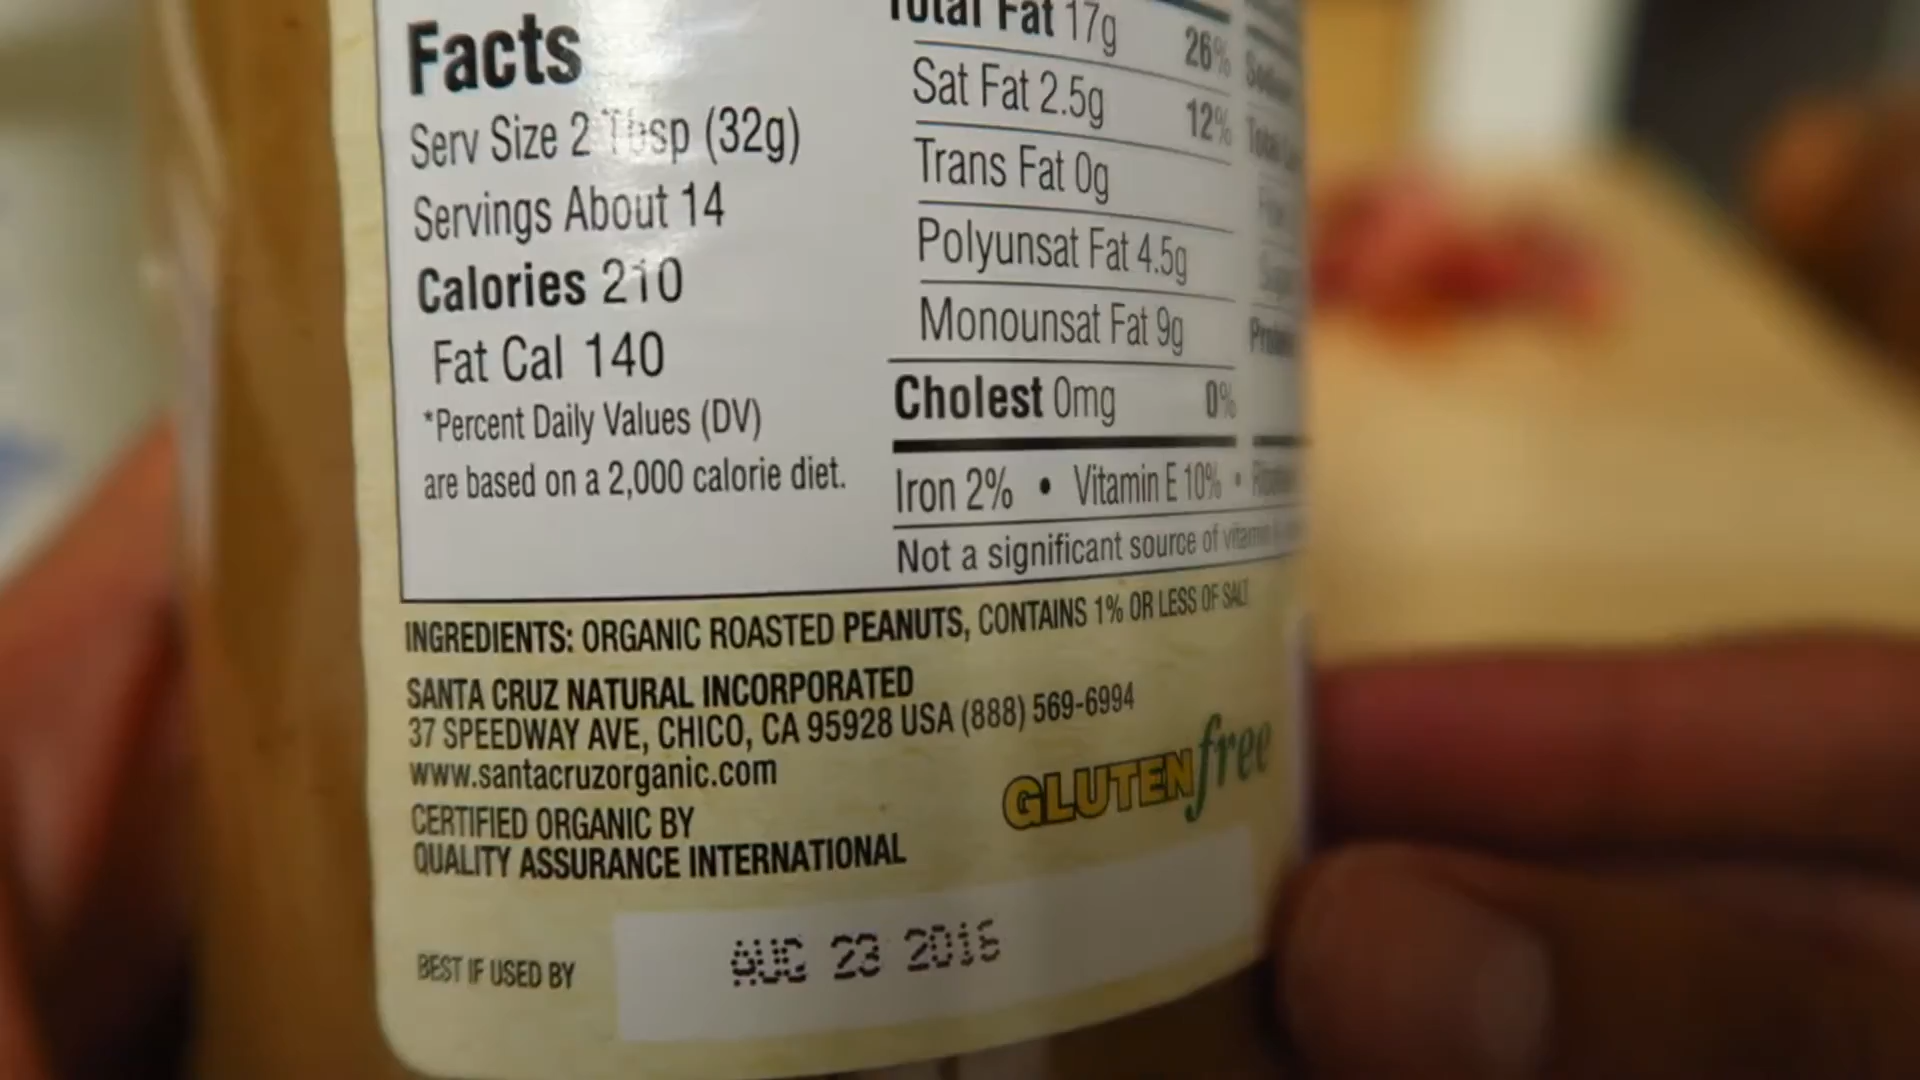 Facts
Serv Size 2 Tbsp (32g)
Servings About 14
Calories 210
Fat Cal 140
*Percent Daily Values (DV)
are based on a 2,000 calorie diet.
Total Fat 17g 26%
Sat Fat 2.5g 12%
Trans Fat 0g
Polyunsat Fat 4.5g
Monounsat Fat 9g
Cholest 0mg 0%
Iron 2% • Vitamin E 10% •
Not a significant source of vitamin
INGREDIENTS: ORGANIC ROASTED PEANUTS, CONTAINS 1% OR LESS OF SALT
SANTA CRUZ NATURAL INCORPORATED
37 SPEEDWAY AVE, CHICO, CA 95928 USA (888) 569-6994
www.santacruzorganic.com
CERTIFIED ORGANIC BY
QUALITY ASSURANCE INTERNATIONAL
GLUTEN free
BEST IF USED BY AUG 23 2016